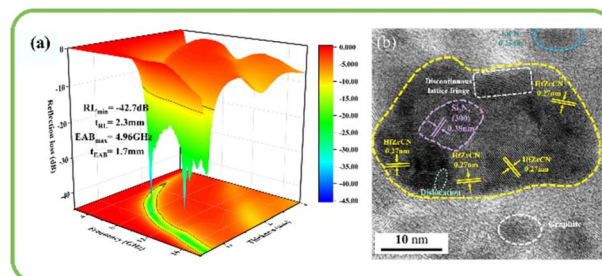 (a)
0
-10
-20
-30
-40
Reflection loss (dB)
RLmin= -42.7dB
tRL= 2.3mm
EABmax= 4.96GHz
tEAB= 1.7mm
Frequency (GHz)
Thickness (mm)
0.000
-5.000
-10.00
-15.00
-20.00
-25.00
-30.00
-35.00
-40.00
-45.00
(b)
Discontinuous
lattice fringe
HfZrCN
0.27nm
(300)
0.38nm
HfZrCN
0.27nm
HfZrCN
0.27nm
HfZrCN
0.27nm
Dislocation
Graphite
10 nm